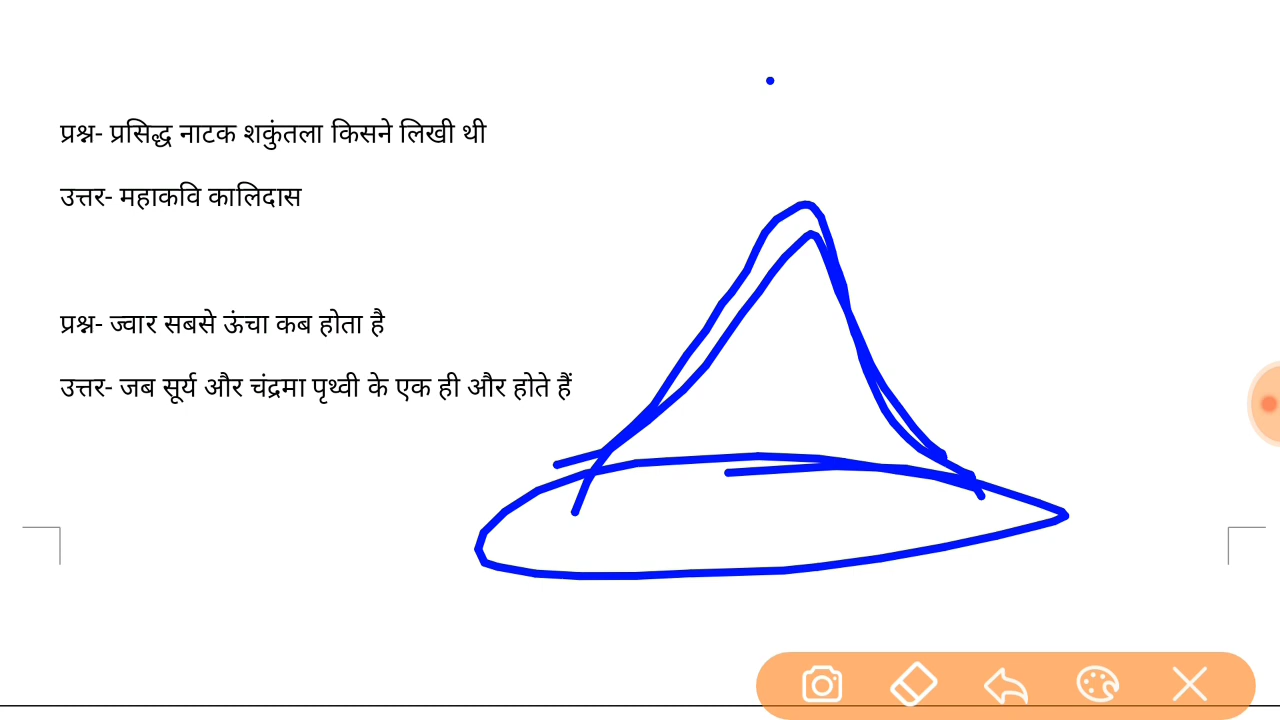 प्रश्न- प्रसिद्ध नाटक शकुंतला किसने लिखी थी
उत्तर- महाकवि कालिदास
प्रश्न- ज्वार सबसे ऊंचा कब होता है
उत्तर- जब सूर्य और चंद्रमा पृथ्वी के एक ही और होते हैं